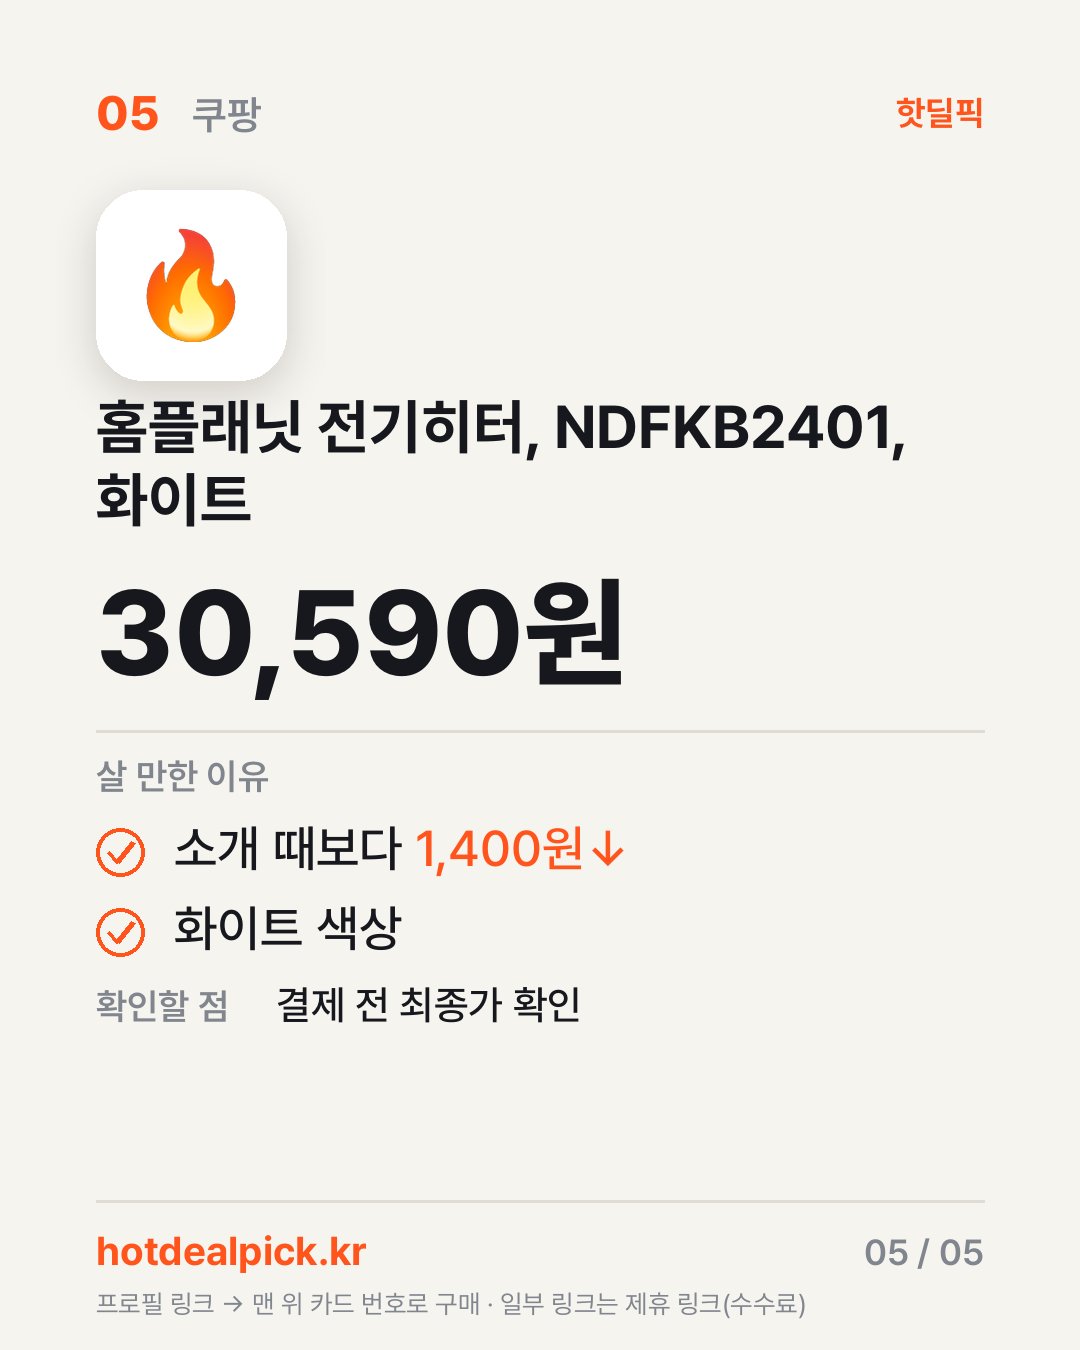 05 쿠팡
핫딜픽
홈플래닛 전기히터, NDFKB2401,
화이트
30,590원
살 만한 이유
소개 때보다 1,400원↓
화이트 색상
확인할 점 결제 전 최종가 확인
hotdealpick.kr
05 / 05
프로필 링크 → 맨 위 카드 번호로 구매 · 일부 링크는 제휴 링크(수수료)